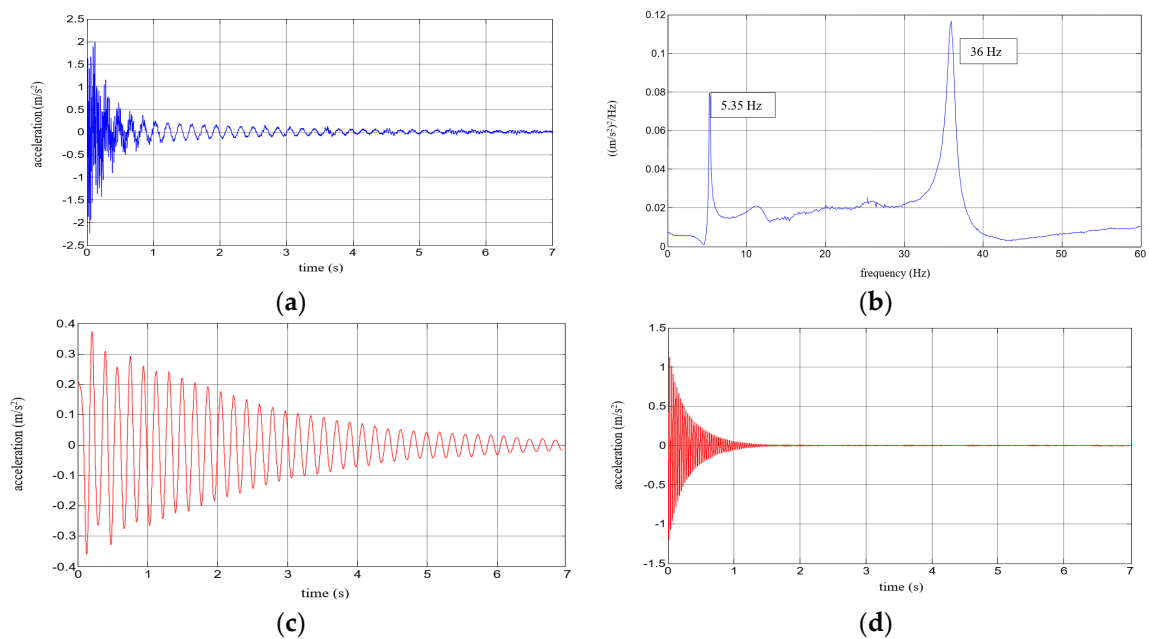 2.5
2
1.5
1
0.5
0
-0.5
-1
-1.5
-2
2.5
acceleration (m/s²)
0 1 2 3 4 5 6 7
time (s)
(a)
0.12
0.1
0.08
0.06
0.04
0.02
0
((m/s²)²/Hz)
5.35 Hz
36 Hz
0 10 20 30 40 50 60
frequency (Hz)
(b)
0.4
0.3
0.2
0.1
0
-0.1
-0.2
-0.3
-0.4
acceleration (m/s²)
0 1 2 3 4 5 6 7
time (s)
(c)
1.5
1
0.5
0
-0.5
-1
-1.5
acceleration (m/s²)
0 1 2 3 4 5 6 7
time (s)
(d)